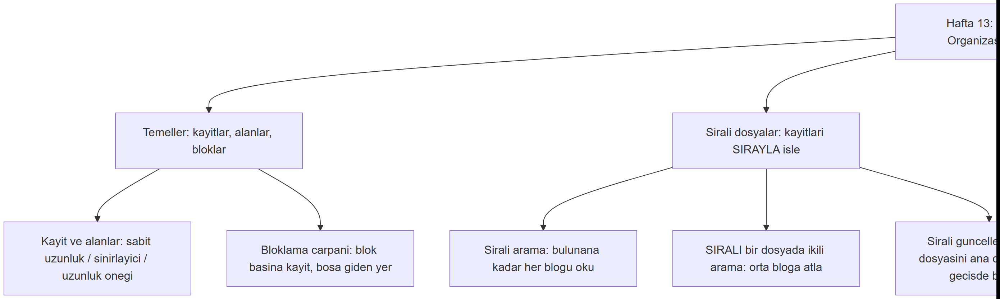 Hafta 13:
Temeller: kayitlar, alanlar,
bloklar
Sirali dosyalar: kayitlari
SIRAYLA isle
Kayit ve alanlar: sabit
uzunluk / sinirlayici /
uzunluk onegi
Bloklama carpani: blok
basina kayit, bosa giden yer
Sirali arama: bulunana
kadar her blogu oku
SIRALI bir dosyada ikili
arama: orta bloga atla
Sirali
dosyasini ana
gecisde